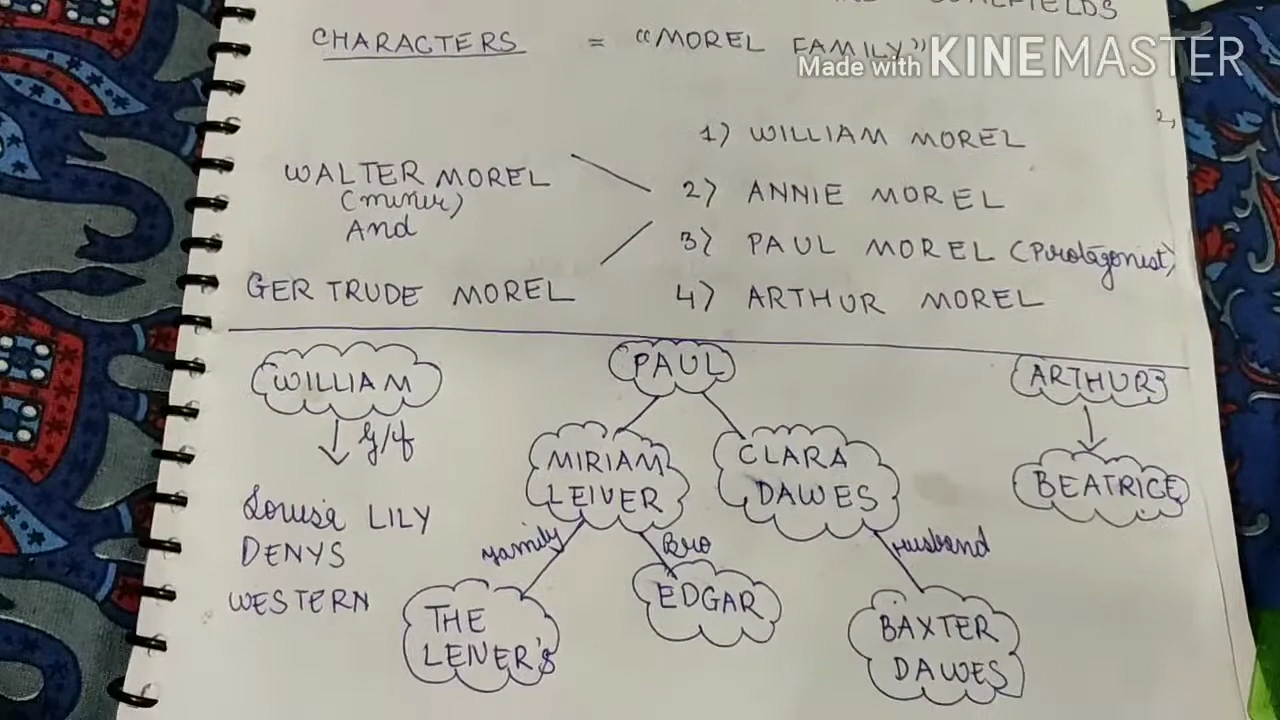 COALFIELDS
CHARACTERS = "MOREL FAMILY"
Made with KINEMASTER
1) WILLIAM MOREL
WALTER MOREL
(miner)
And
GERTRUDE MOREL
2) ANNIE MOREL
3) PAUL MOREL (Protagonist)
4) ARTHUR MOREL
WILLIAM
g/f
Louisa LILY
DENYS
WESTERN
PAUL
MIRIAM
LEIVER
family
THE
LEIVER'S
Bro
EDGAR
CLARA
DAWES
Husband
BAXTER
DAWES
ARTHUR
BEATRICE